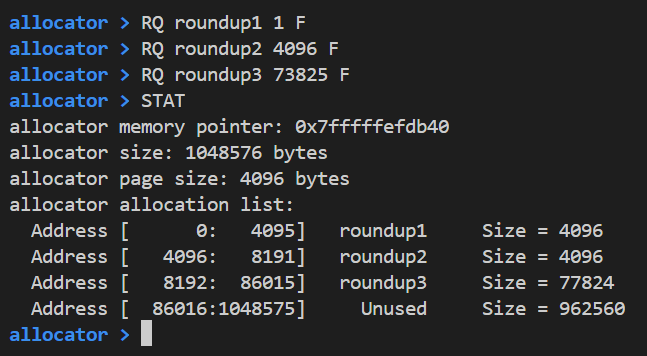 allocator > RQ roundup1 1 F
allocator > RQ roundup2 4096 F
allocator > RQ roundup3 73825 F
allocator > STAT
allocator memory pointer: 0x7fffffefdb40
allocator size: 1048576 bytes
allocator page size: 4096 bytes
allocator allocation list:
  Address [      0:   4095]   roundup1     Size = 4096
  Address [   4096:   8191]   roundup2     Size = 4096
  Address [   8192:  86015]   roundup3     Size = 77824
  Address [  86016:1048575]     Unused     Size = 962560
allocator >